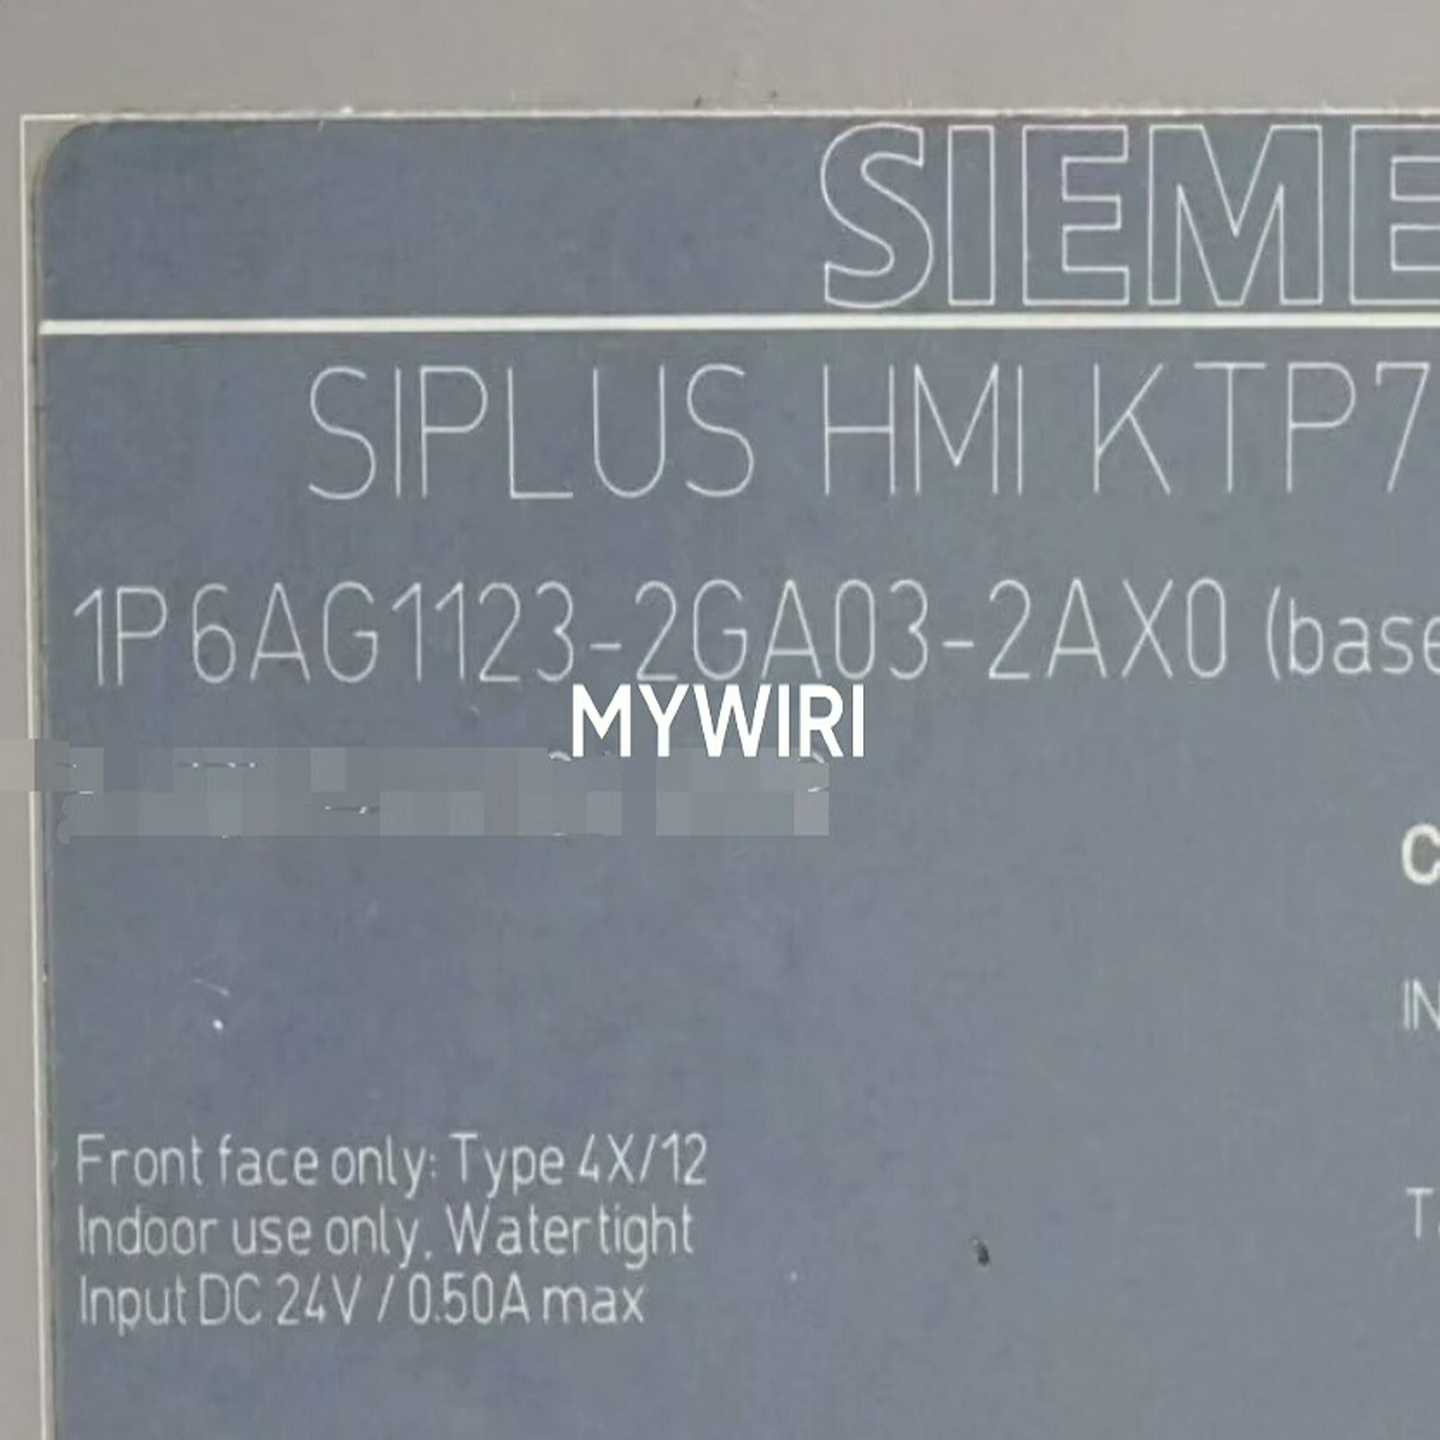 SIEME
SIPLUS HMI KTP7
1P 6AG1123-2GA03-2AX0 (base
MYWIRI
C
IN
T
Front face only: Type 4X/12
Indoor use only, Watertight
Input DC 24V / 0.50A max